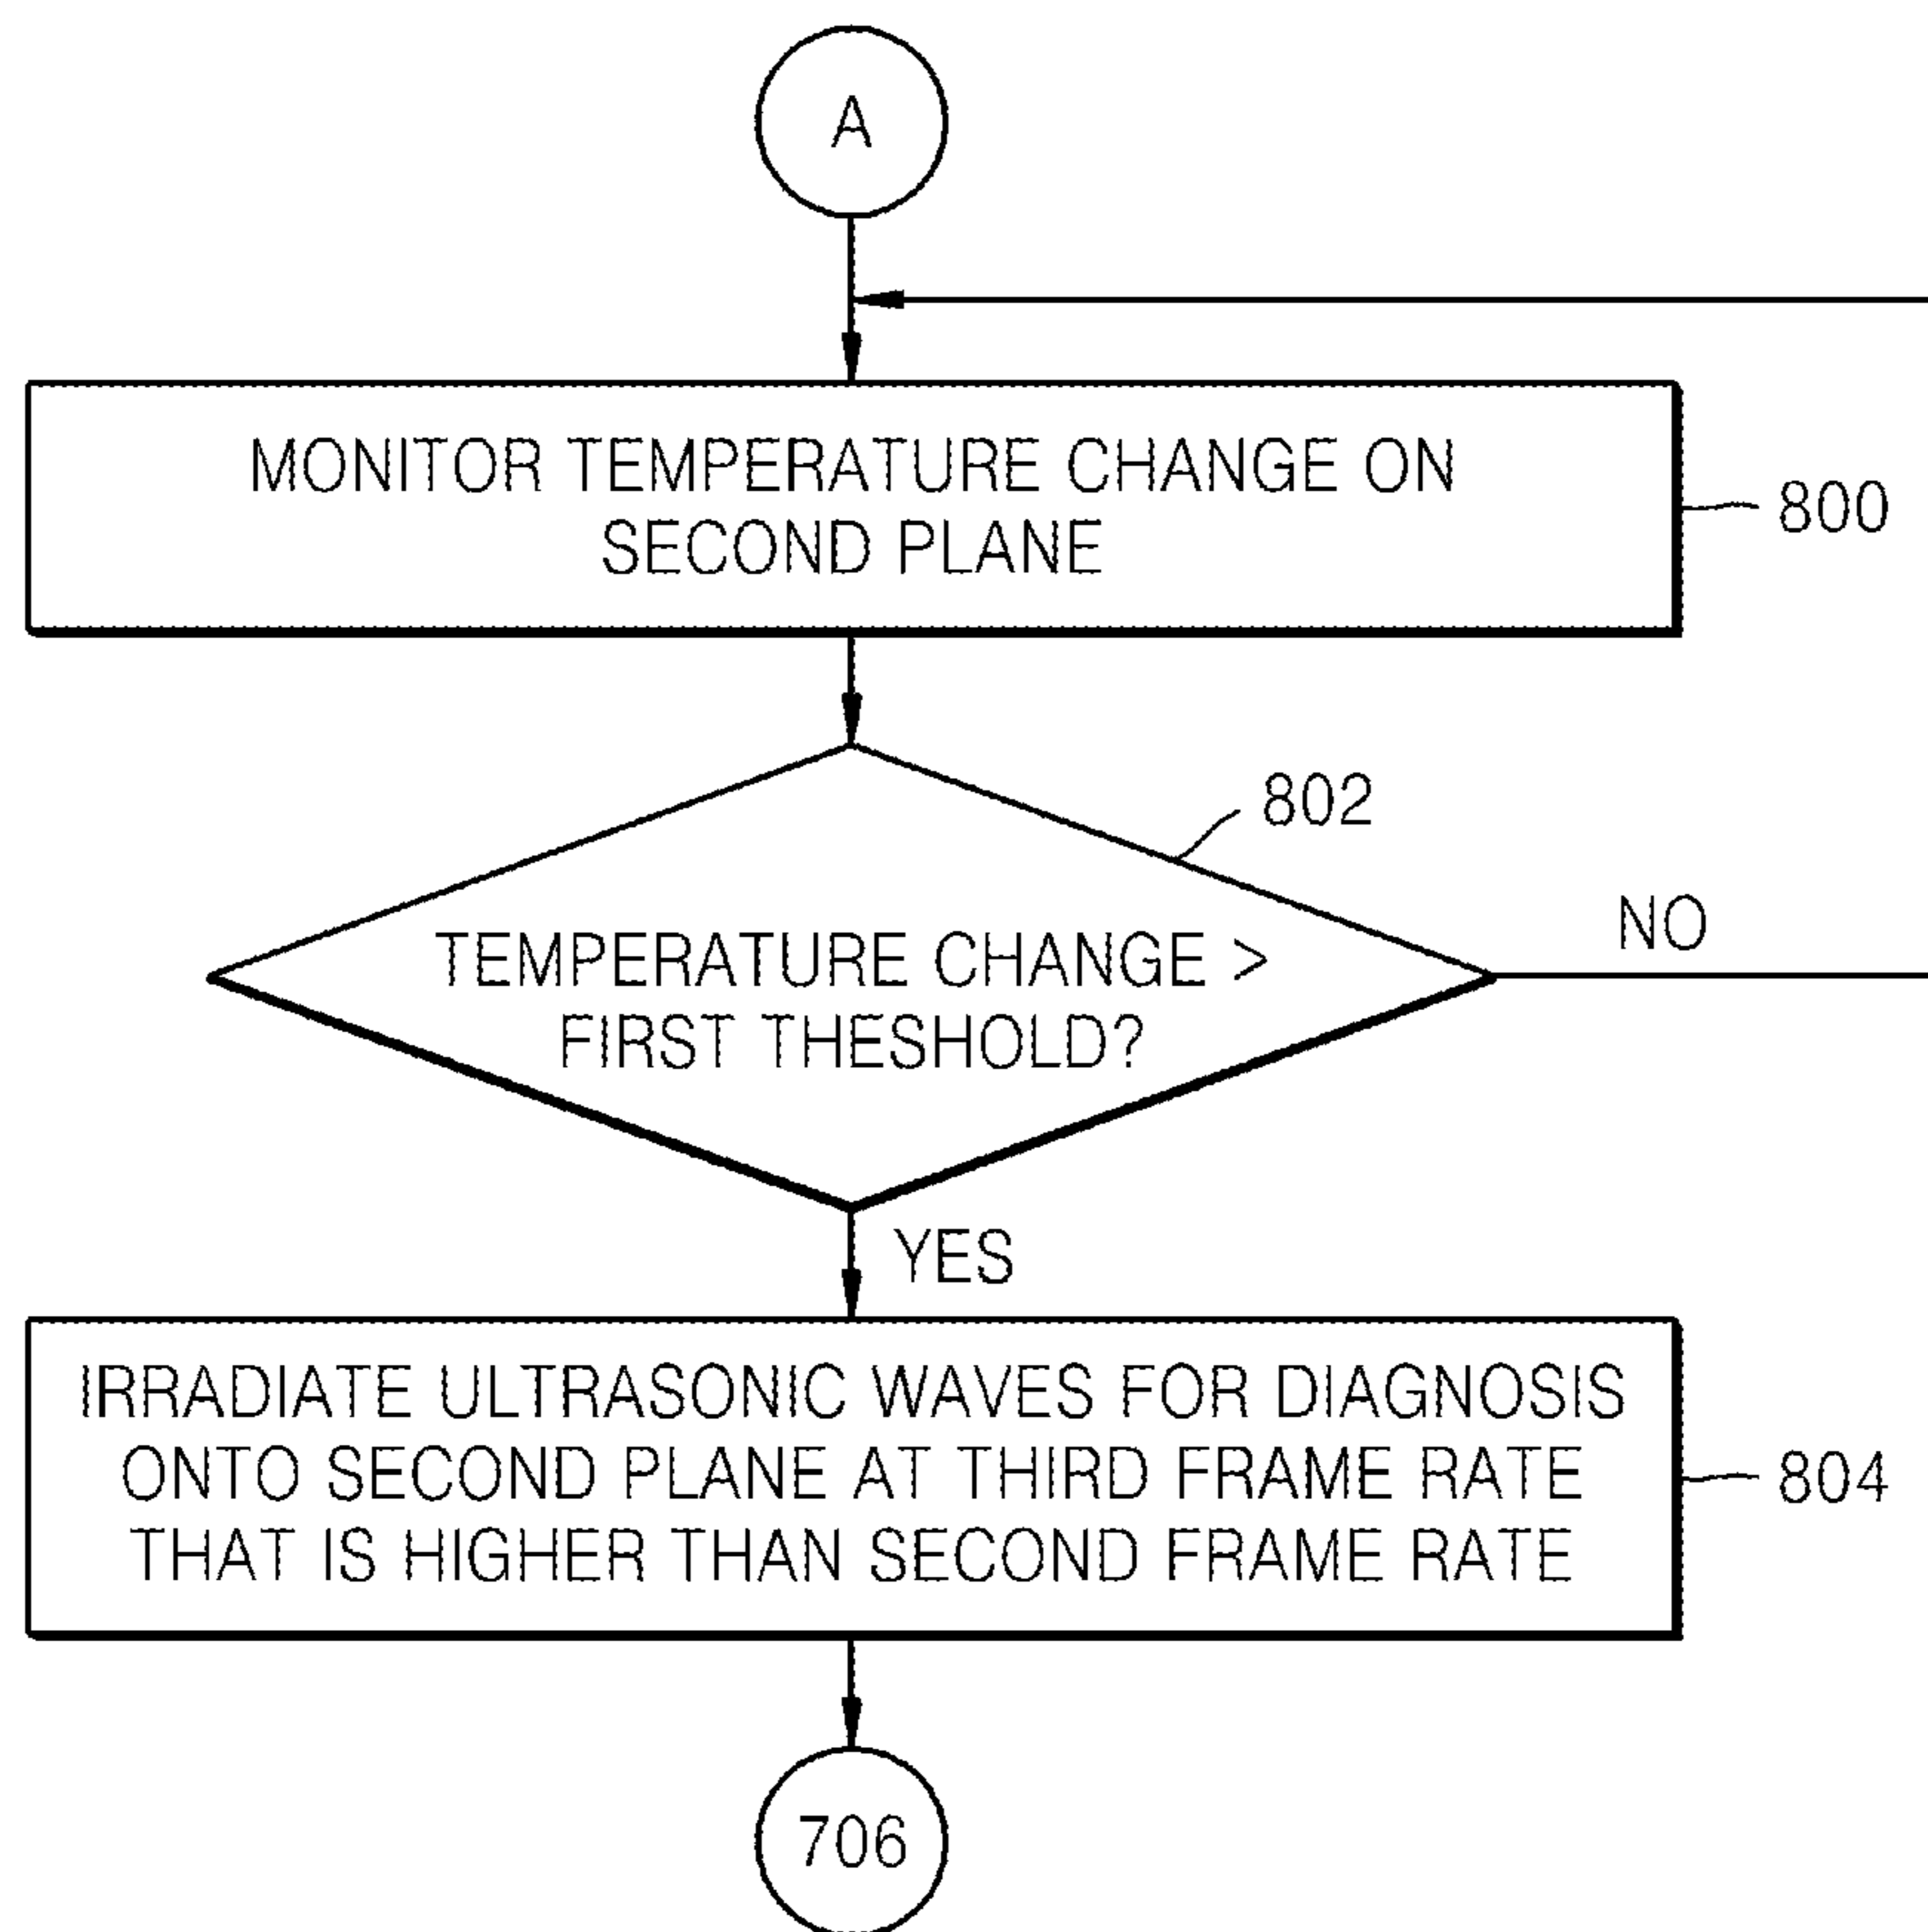 A
MONITOR TEMPERATURE CHANGE ON
SECOND PLANE
800
802
TEMPERATURE CHANGE >
FIRST THESHOLD?
NO
YES
IRRADIATE ULTRASONIC WAVES FOR DIAGNOSIS
ONTO SECOND PLANE AT THIRD FRAME RATE
THAT IS HIGHER THAN SECOND FRAME RATE
804
706